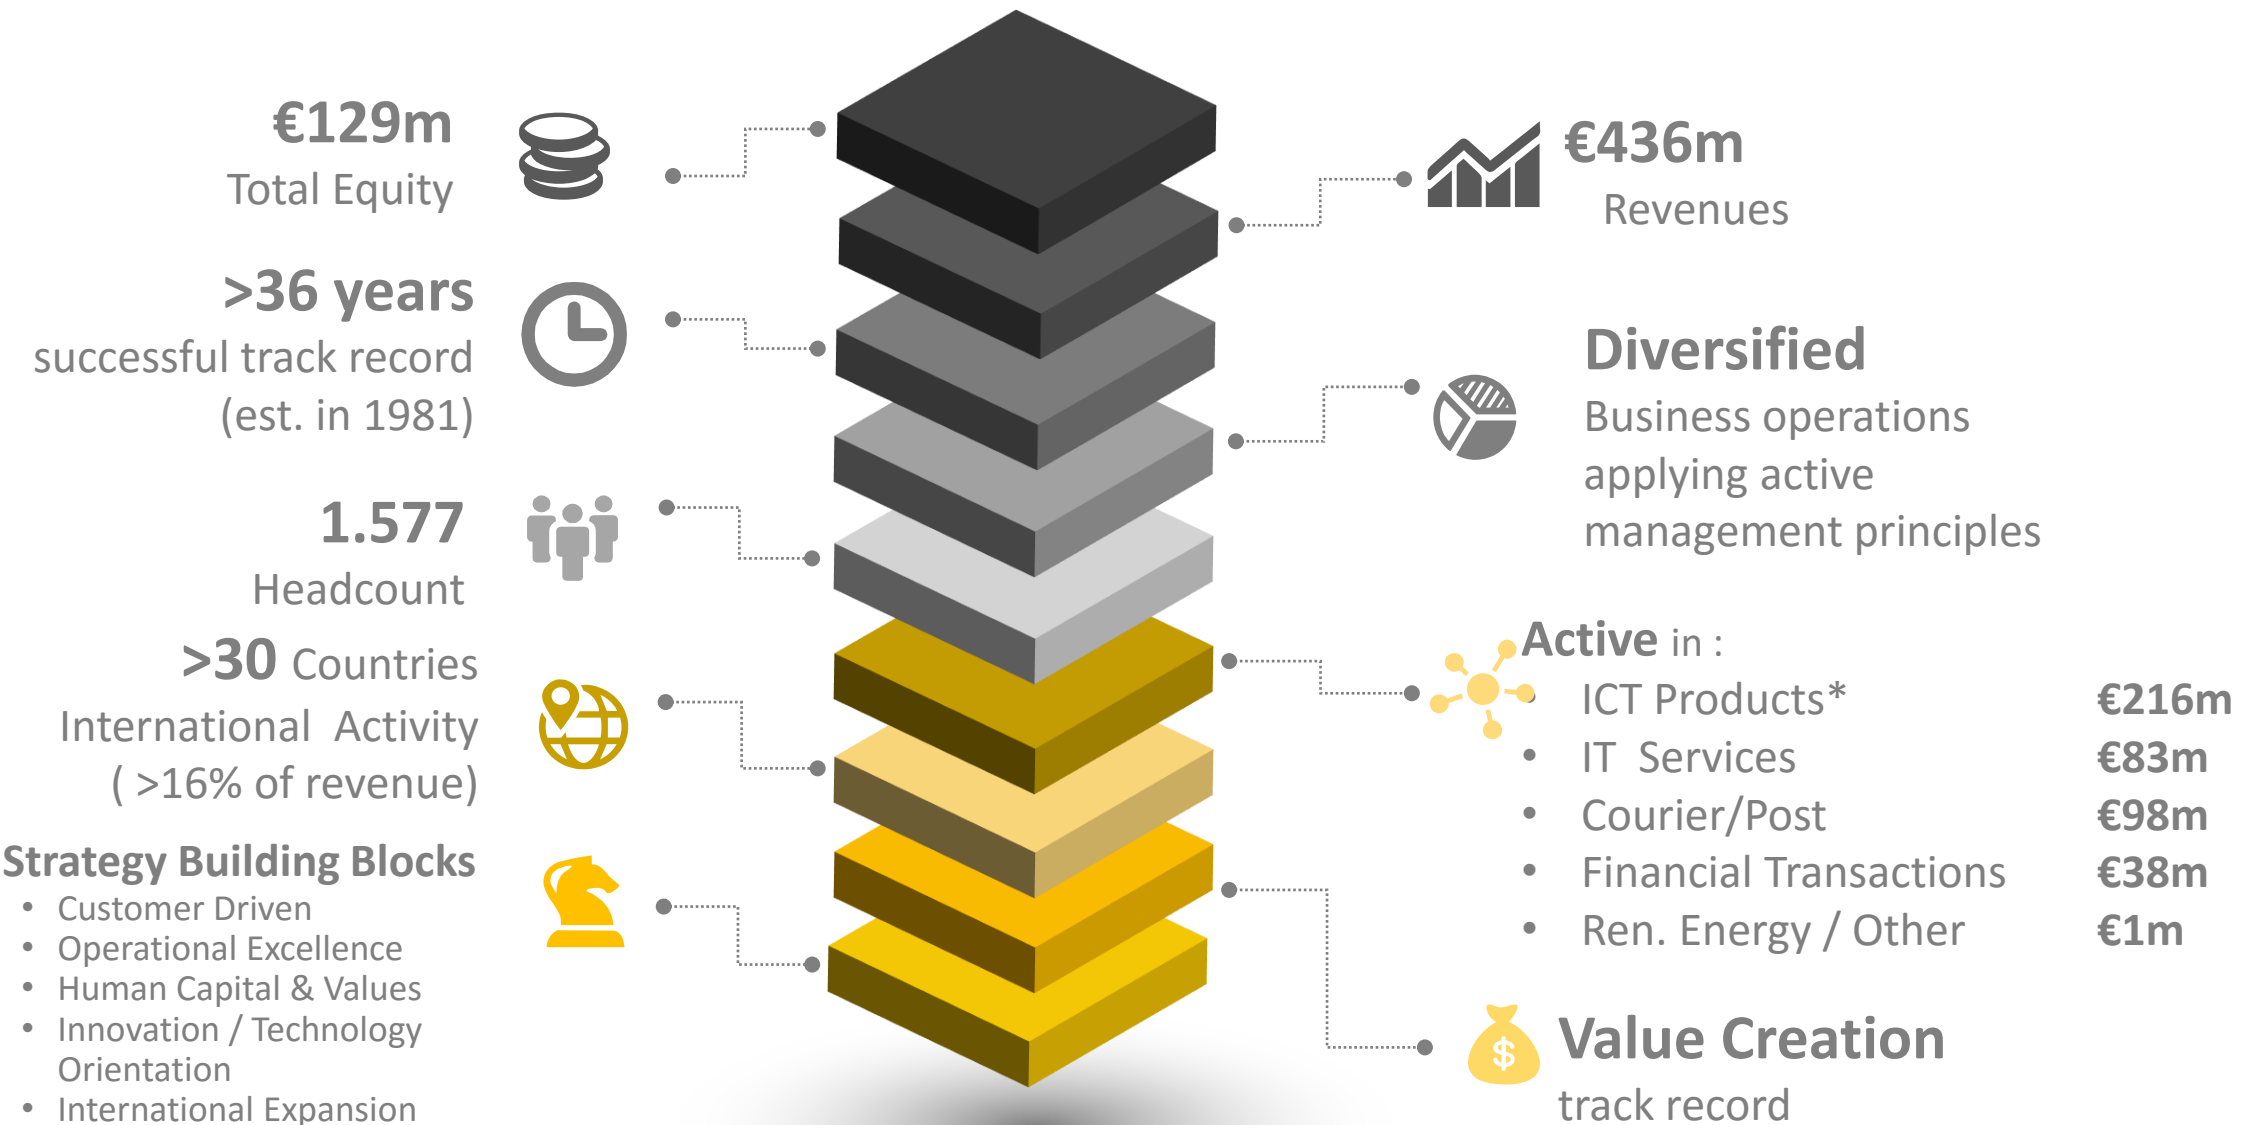 €129m
Total Equity
>36 years
successful track record
(est. in 1981)
1.577
Headcount
>30 Countries
International Activity
( >16% of revenue)
Strategy Building Blocks
• Customer Driven
• Operational Excellence
• Human Capital & Values
• Innovation / Technology
Orientation
• International Expansion
€436m
Revenues
Diversified
Business operations
applying active
management principles
Active in :
• ICT Products* €216m
• IT Services €83m
• Courier/Post €98m
• Financial Transactions €38m
• Ren. Energy / Other €1m
$
Value Creation
track record